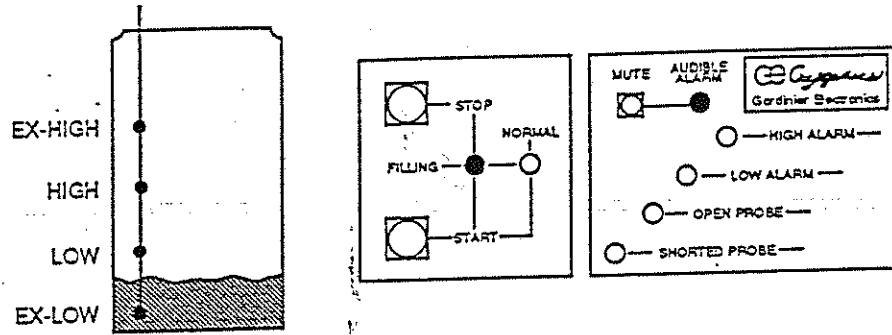 EX-HIGH
HIGH
LOW
EX-LOW
STOP
NORMAL
FILLING
START
MUTE
AUDIBLE
ALARM
Gardinier Electronics
HIGH ALARM
LOW ALARM
OPEN PROBE
SHORTED PROBE